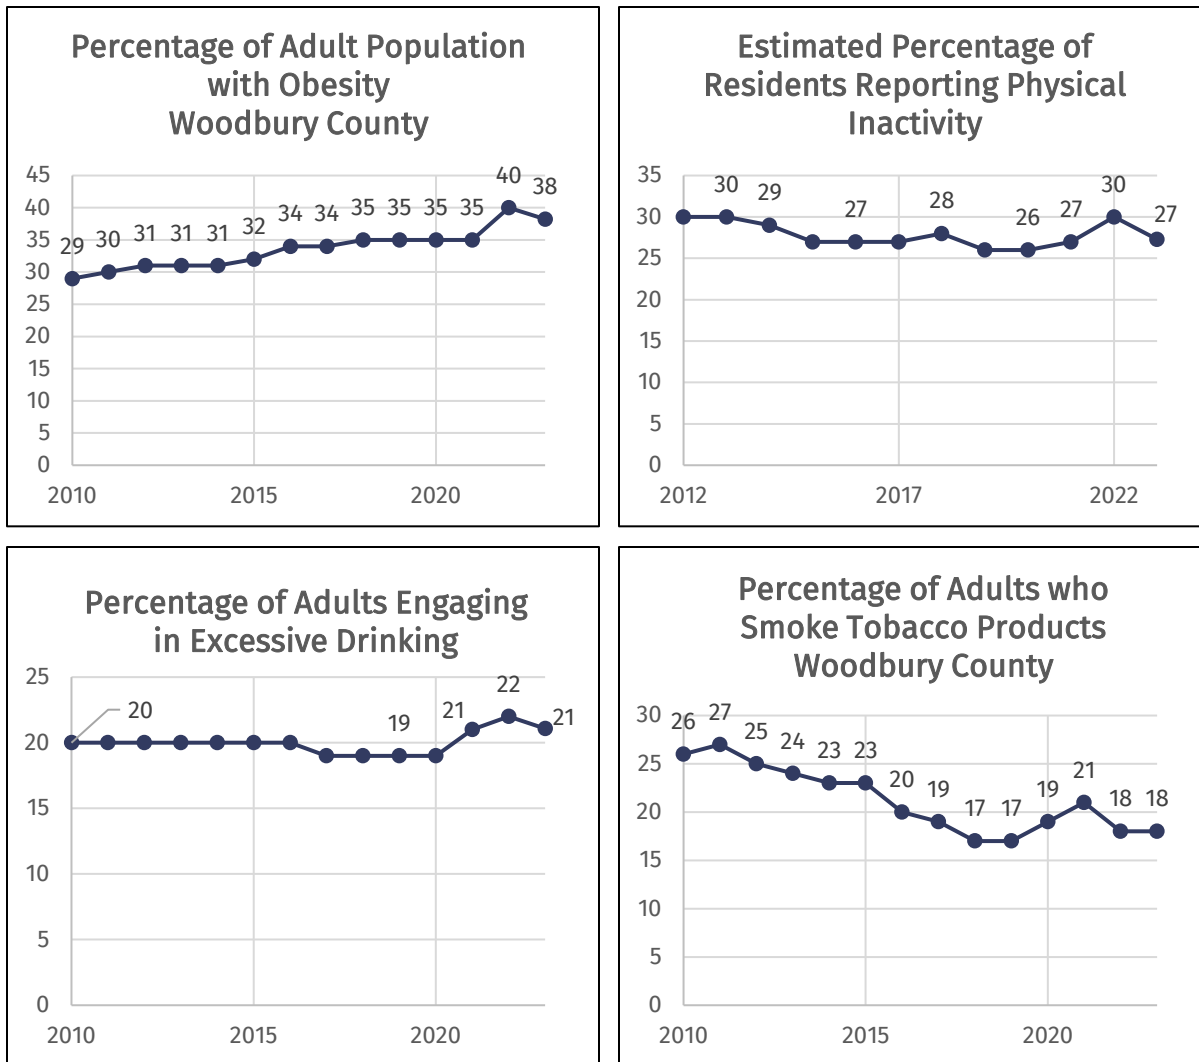 Percentage of Adult Population
with Obesity
Woodbury County
45
40
35
30
25
20
15
10
5
0
29 30 31 31 31 32 34 34 35 35 35 35 40 38
2010 2015 2020
Estimated Percentage of
Residents Reporting Physical
Inactivity
35
30
25
20
15
10
5
0
30 29 27 28 26 27 30 27
2012 2017 2022
Percentage of Adults Engaging
in Excessive Drinking
25
20
15
10
5
0
20 19 21 22 21
2010 2015 2020
Percentage of Adults who
Smoke Tobacco Products
Woodbury County
30
25
20
15
10
5
0
26 27 25 24 23 23 20 19 17 17 19 21 18 18
2010 2015 2020